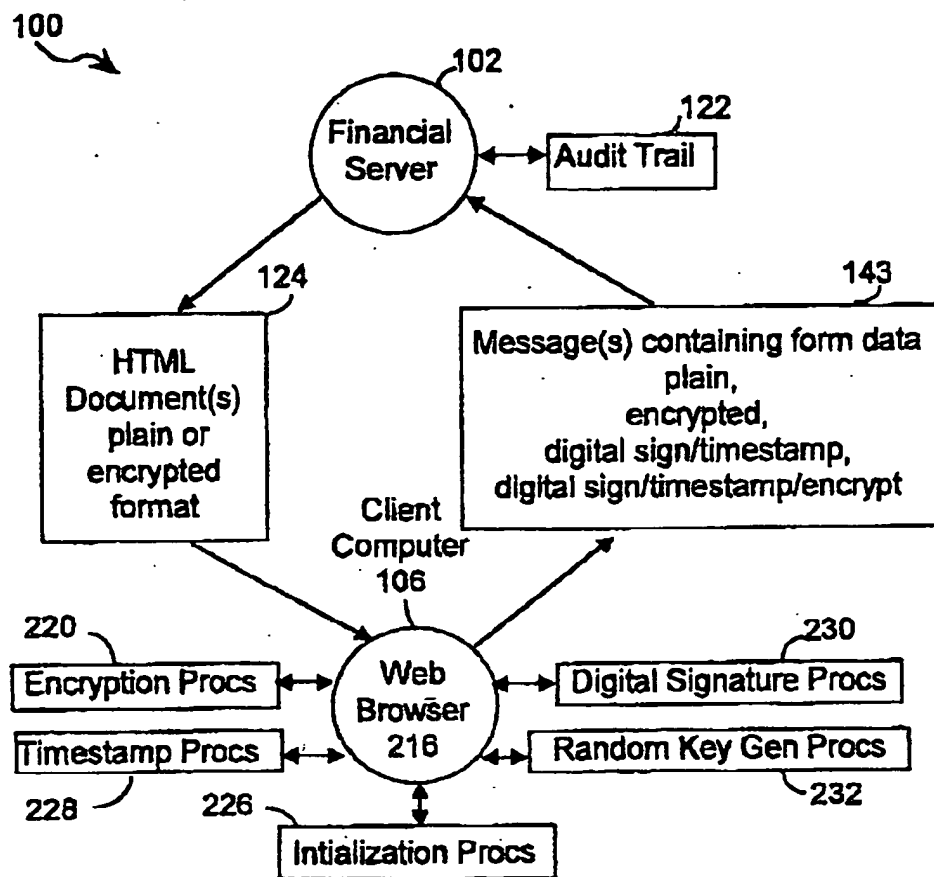 100
102
Financial
Server
122
Audit Trail
124
HTML
Document(s)
plain or
encrypted
format
143
Message(s) containing form data
plain,
encrypted,
digital sign/timestamp,
digital sign/timestamp/encrypt
Client
Computer
106
Web
Browser
216
220
Encryption Procs
230
Digital Signature Procs
Timestamp Procs
228
Random Key Gen Procs
232
226
Intialization Procs